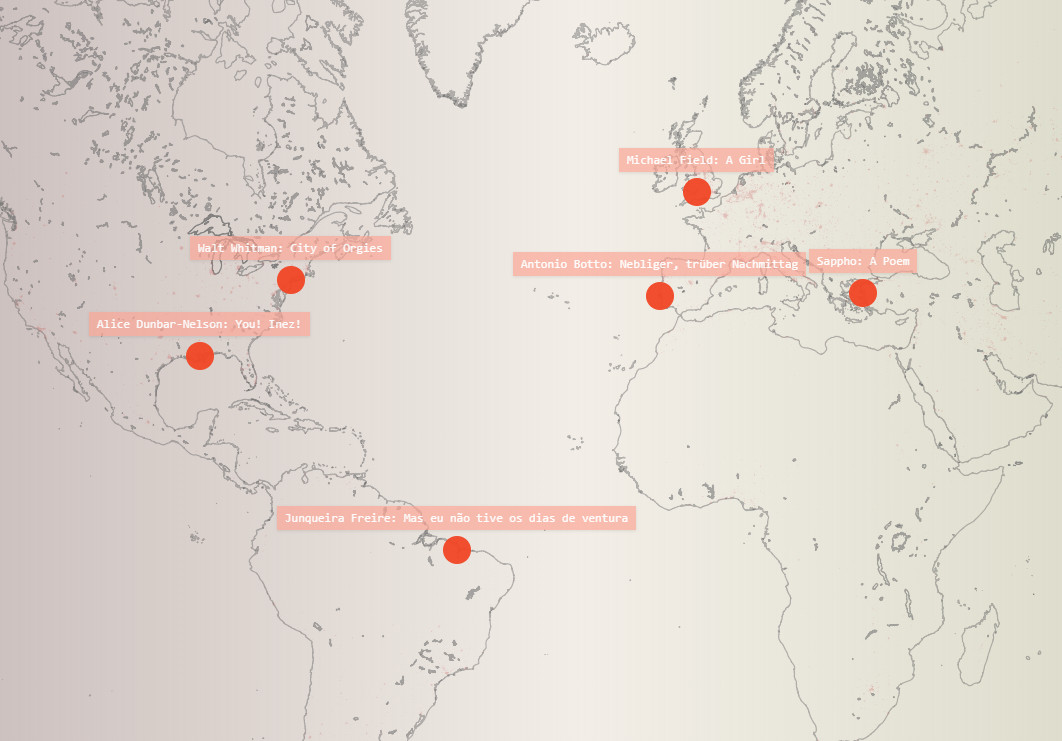 Michael Field: A Girl
Walt Whitman: City of Orgies
Antonio Botto: Nebliger, trüber Nachmittag
Sappho: A Poem
Alice Dunbar-Nelson: You! Inez!
Junqueira Freire: Mas eu não tive os dias de ventura